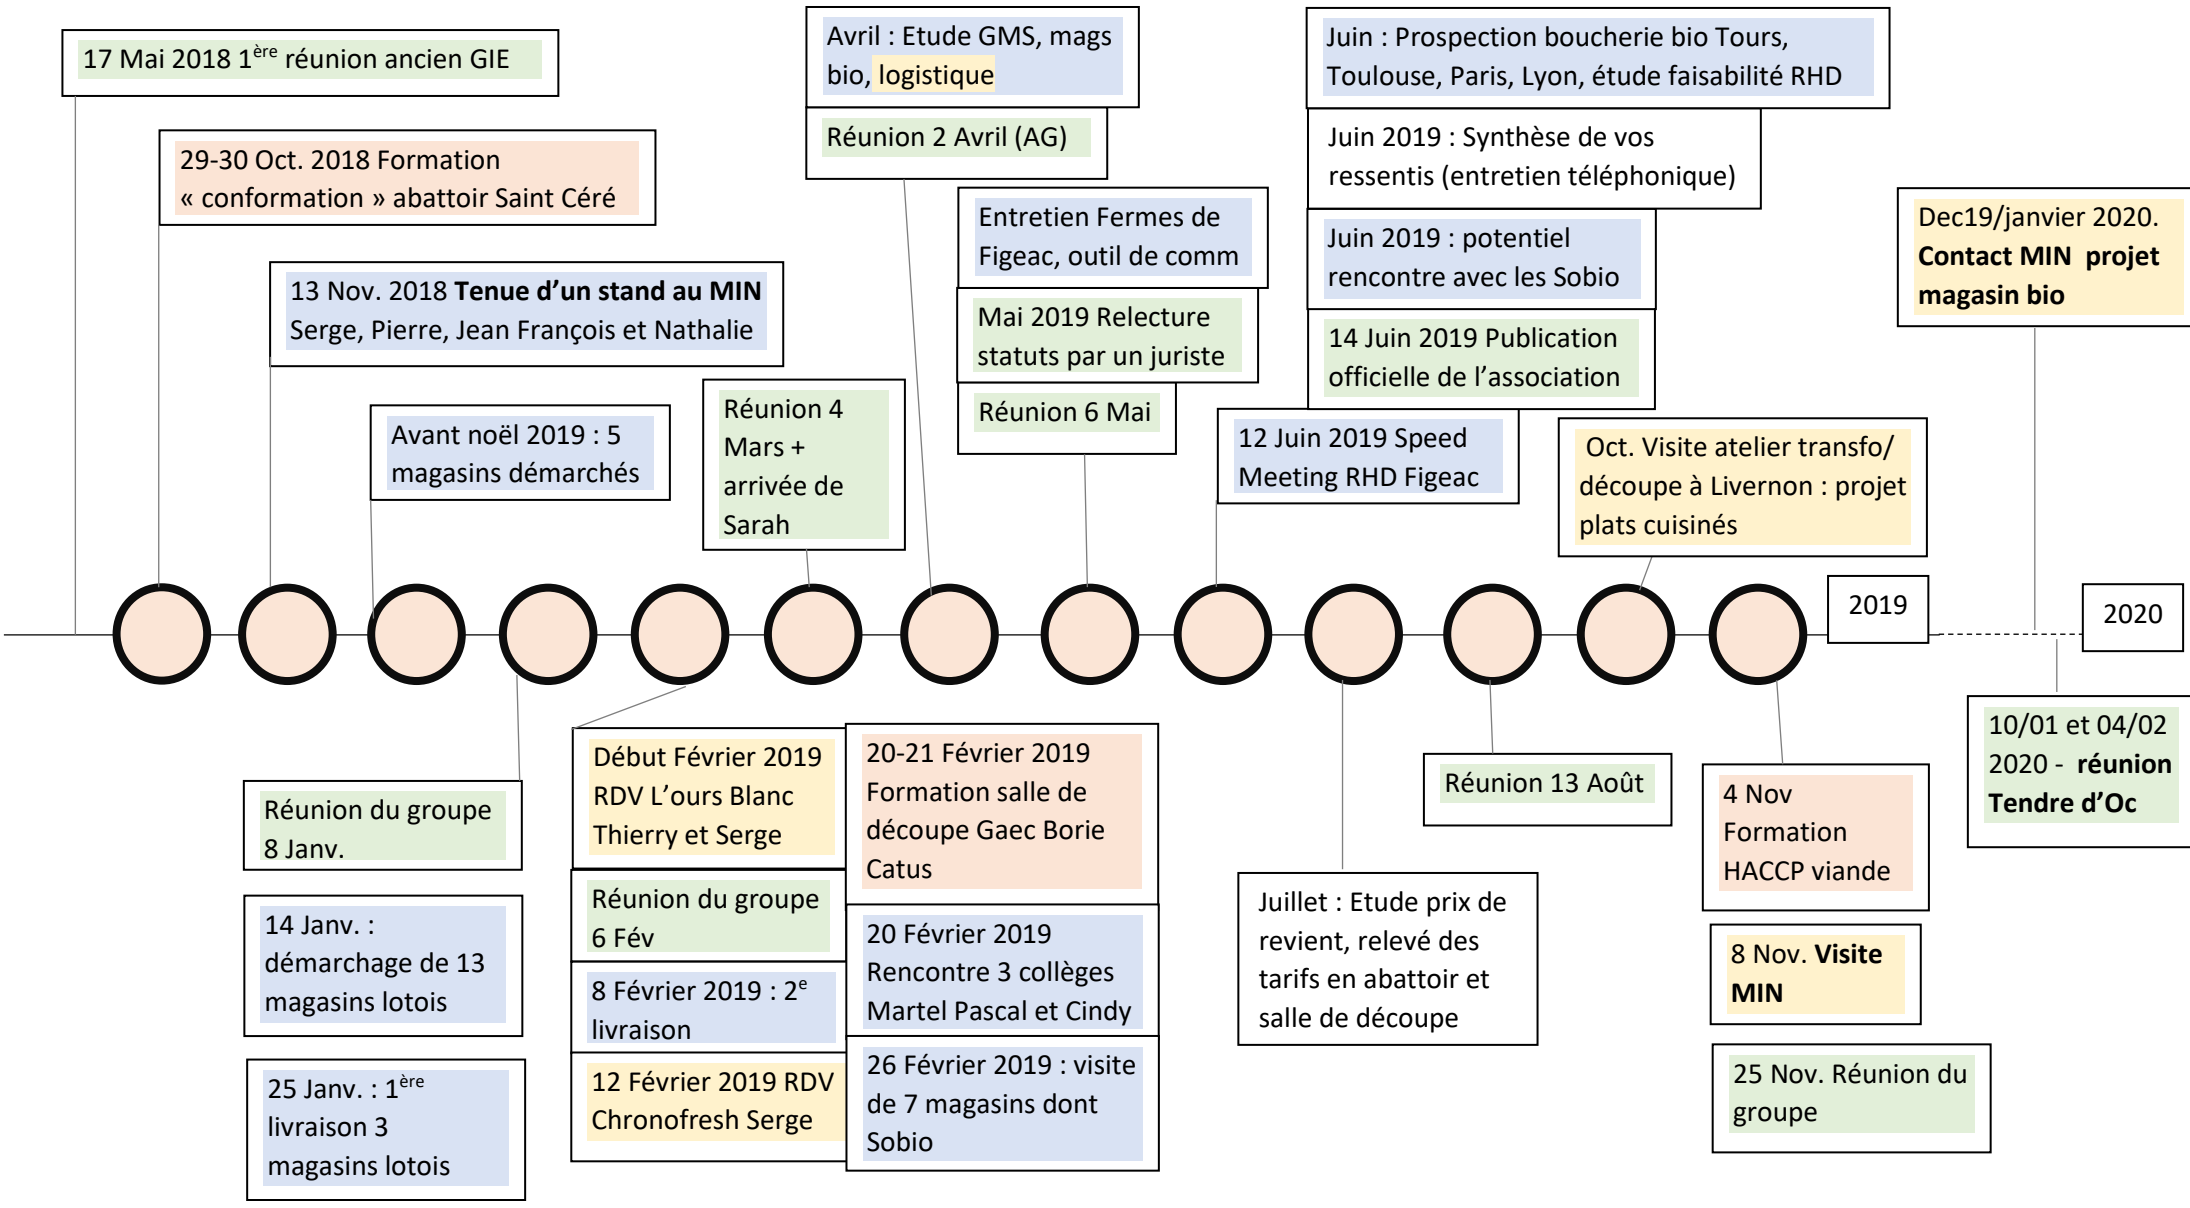 17 Mai 2018 1ère réunion ancien GIE
29-30 Oct. 2018 Formation
« conformation » abattoir Saint Céré
13 Nov. 2018 Tenue d’un stand au MIN
Serge, Pierre, Jean François et Nathalie
Avant noël 2019 : 5
magasins démarchés
Réunion 4
Mars +
arrivée de
Sarah
Avril : Etude GMS, mags
bio, logistique
Réunion 2 Avril (AG)
Entretien Fermes de
Figeac, outil de comm
Mai 2019 Relecture
statuts par un juriste
Réunion 6 Mai
Juin : Prospection boucherie bio Tours,
Toulouse, Paris, Lyon, étude faisabilité RHD
Juin 2019 : Synthèse de vos
ressentis (entretien téléphonique)
Juin 2019 : potentiel
rencontre avec les Sobio
14 Juin 2019 Publication
officielle de l’association
12 Juin 2019 Speed
Meeting RHD Figeac
Oct. Visite atelier transfo/
découpe à Livernon : projet
plats cuisinés
Dec19/janvier 2020.
Contact MIN projet
magasin bio
2019
2020
Réunion du groupe
8 Janv.
14 Janv. :
démarchage de 13
magasins lotois
25 Janv. : 1ère
livraison 3
magasins lotois
Début Février 2019
RDV L’ours Blanc
Thierry et Serge
Réunion du groupe
6 Fév
8 Février 2019 : 2e
livraison
12 Février 2019 RDV
Chronofresh Serge
20-21 Février 2019
Formation salle de
découpe Gaec Borie
Catus
20 Février 2019
Rencontre 3 collèges
Martel Pascal et Cindy
26 Février 2019 : visite
de 7 magasins dont
Sobio
Juillet : Etude prix de
revient, relevé des
tarifs en abattoir et
salle de découpe
Réunion 13 Août
4 Nov
Formation
HACCP viande
8 Nov. Visite
MIN
25 Nov. Réunion du
groupe
10/01 et 04/02
2020 - réunion
Tendre d’Oc